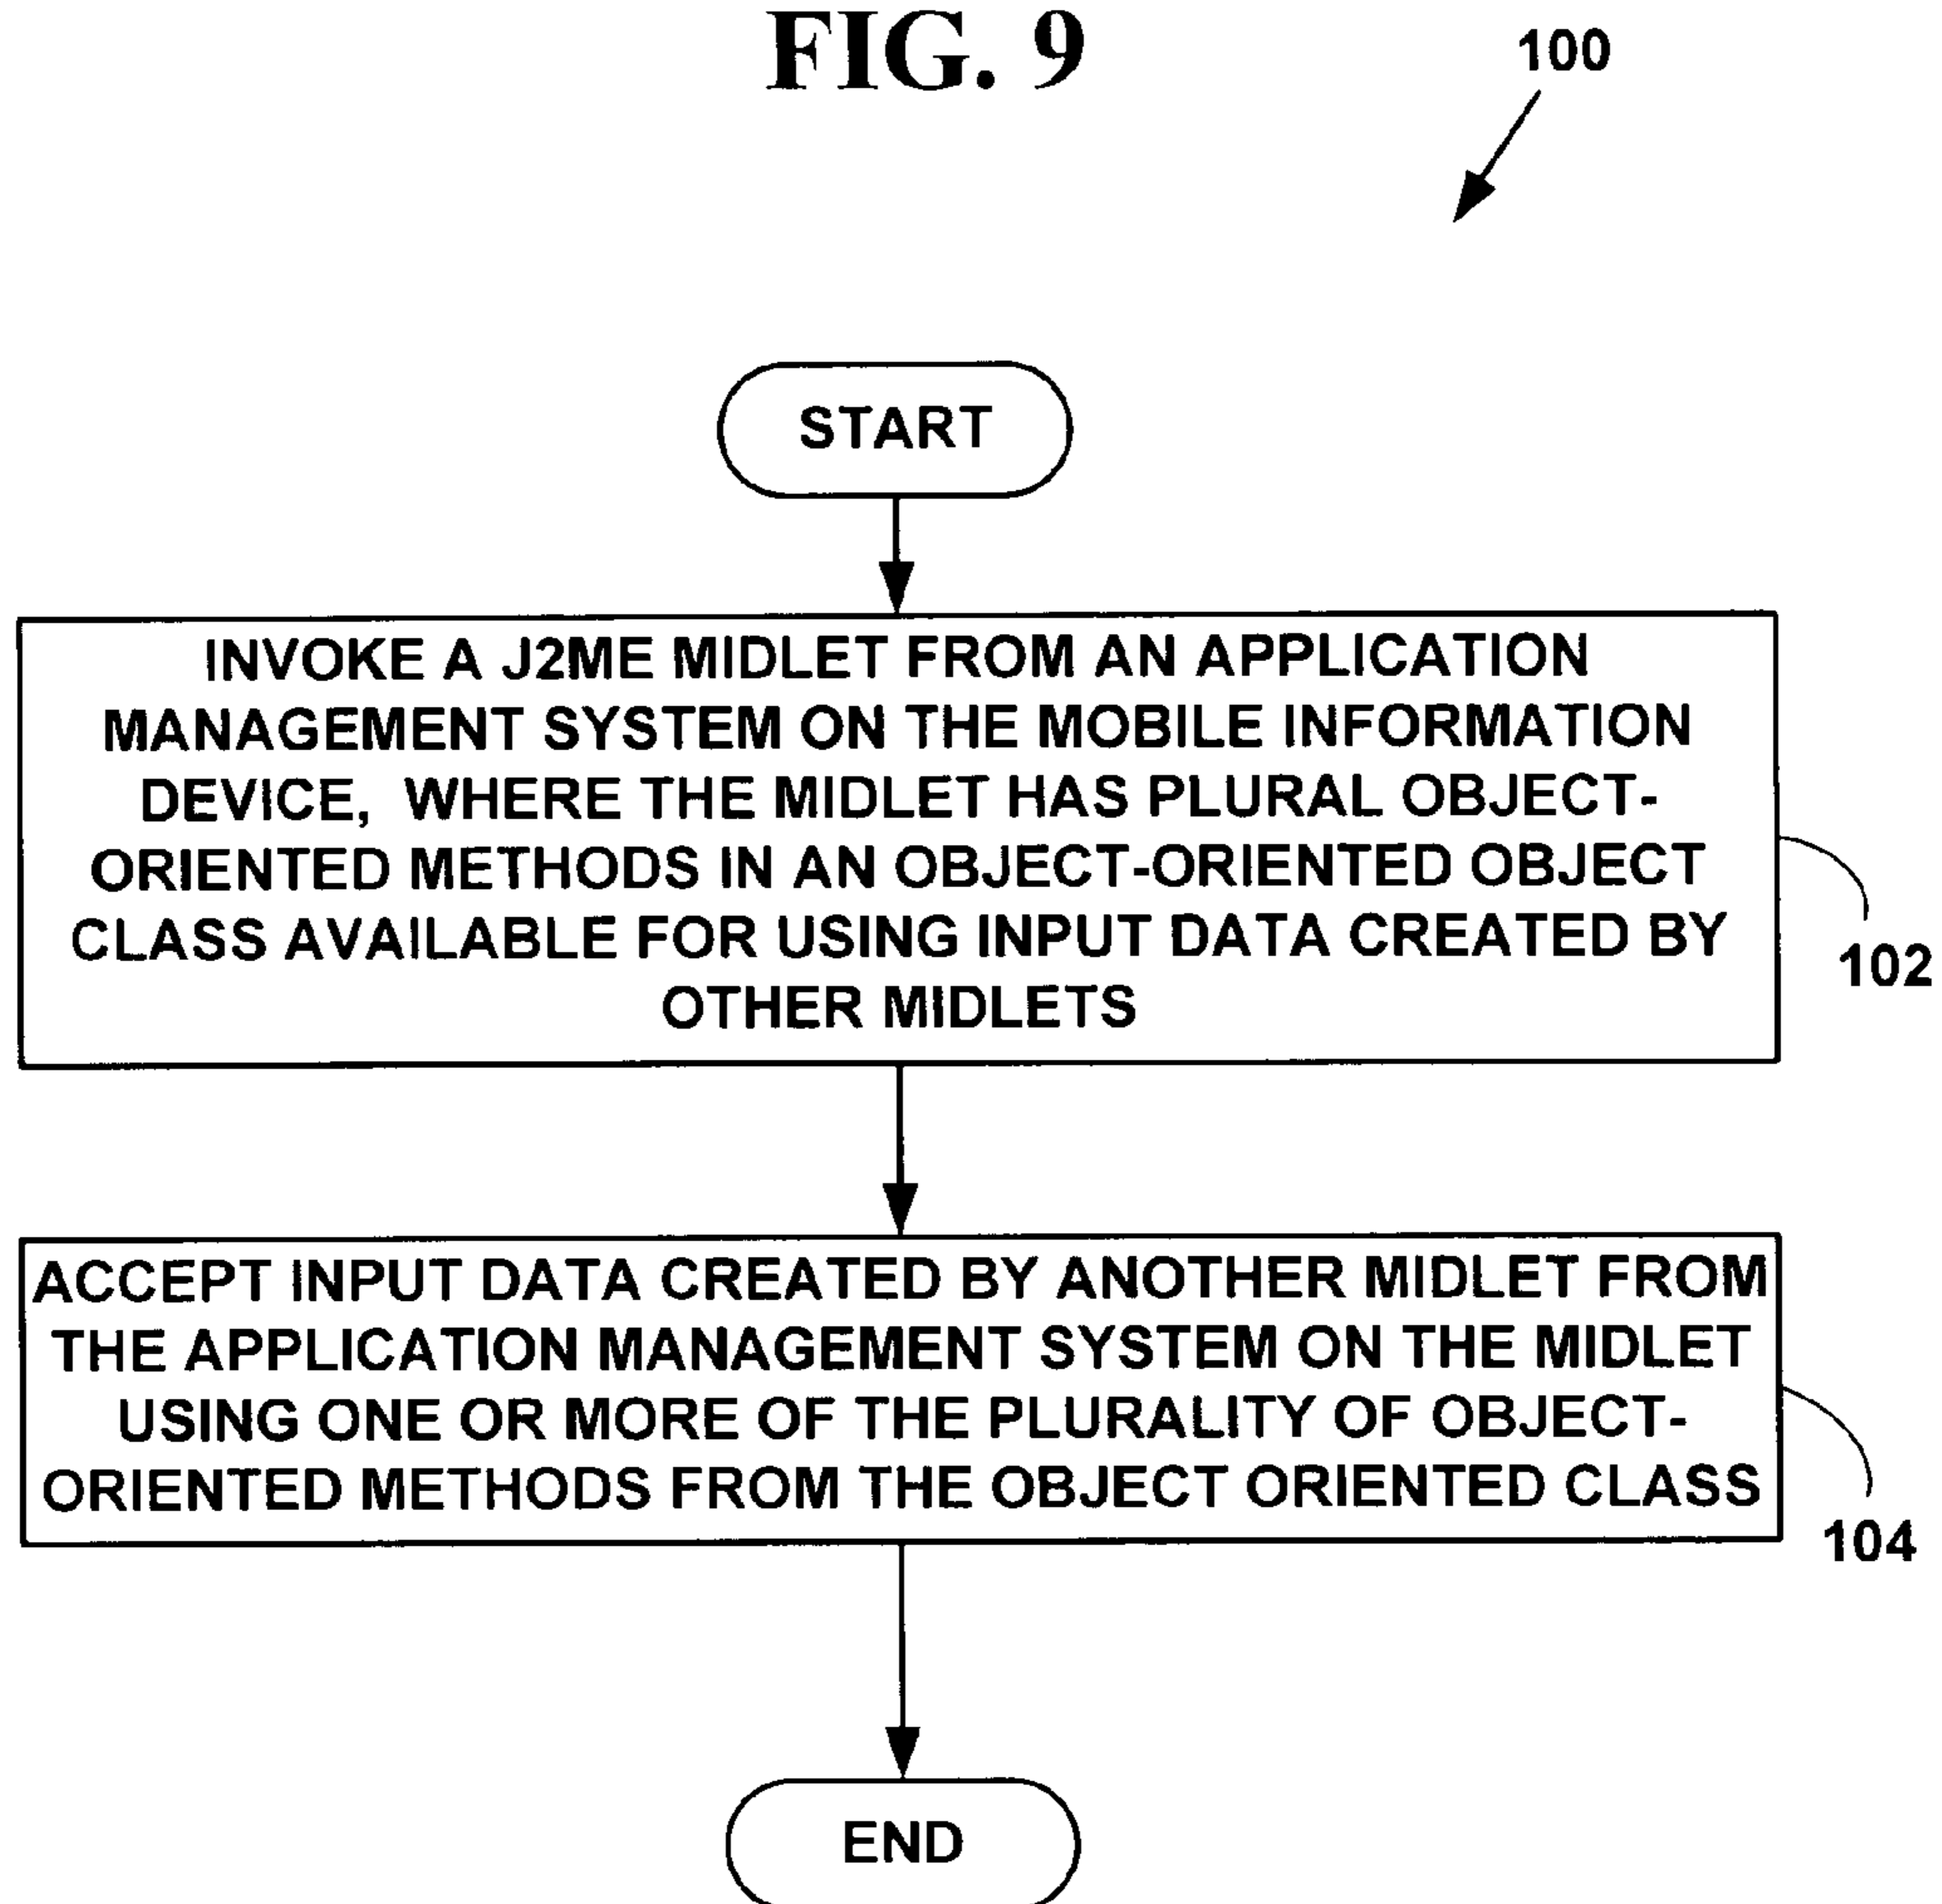 FIG. 9
100
START
INVOKE A J2ME MIDLET FROM AN APPLICATION
MANAGEMENT SYSTEM ON THE MOBILE INFORMATION
DEVICE, WHERE THE MIDLET HAS PLURAL OBJECT-
ORIENTED METHODS IN AN OBJECT-ORIENTED OBJECT
CLASS AVAILABLE FOR USING INPUT DATA CREATED BY
OTHER MIDLETS
102
ACCEPT INPUT DATA CREATED BY ANOTHER MIDLET FROM
THE APPLICATION MANAGEMENT SYSTEM ON THE MIDLET
USING ONE OR MORE OF THE PLURALITY OF OBJECT-
ORIENTED METHODS FROM THE OBJECT ORIENTED CLASS
104
END